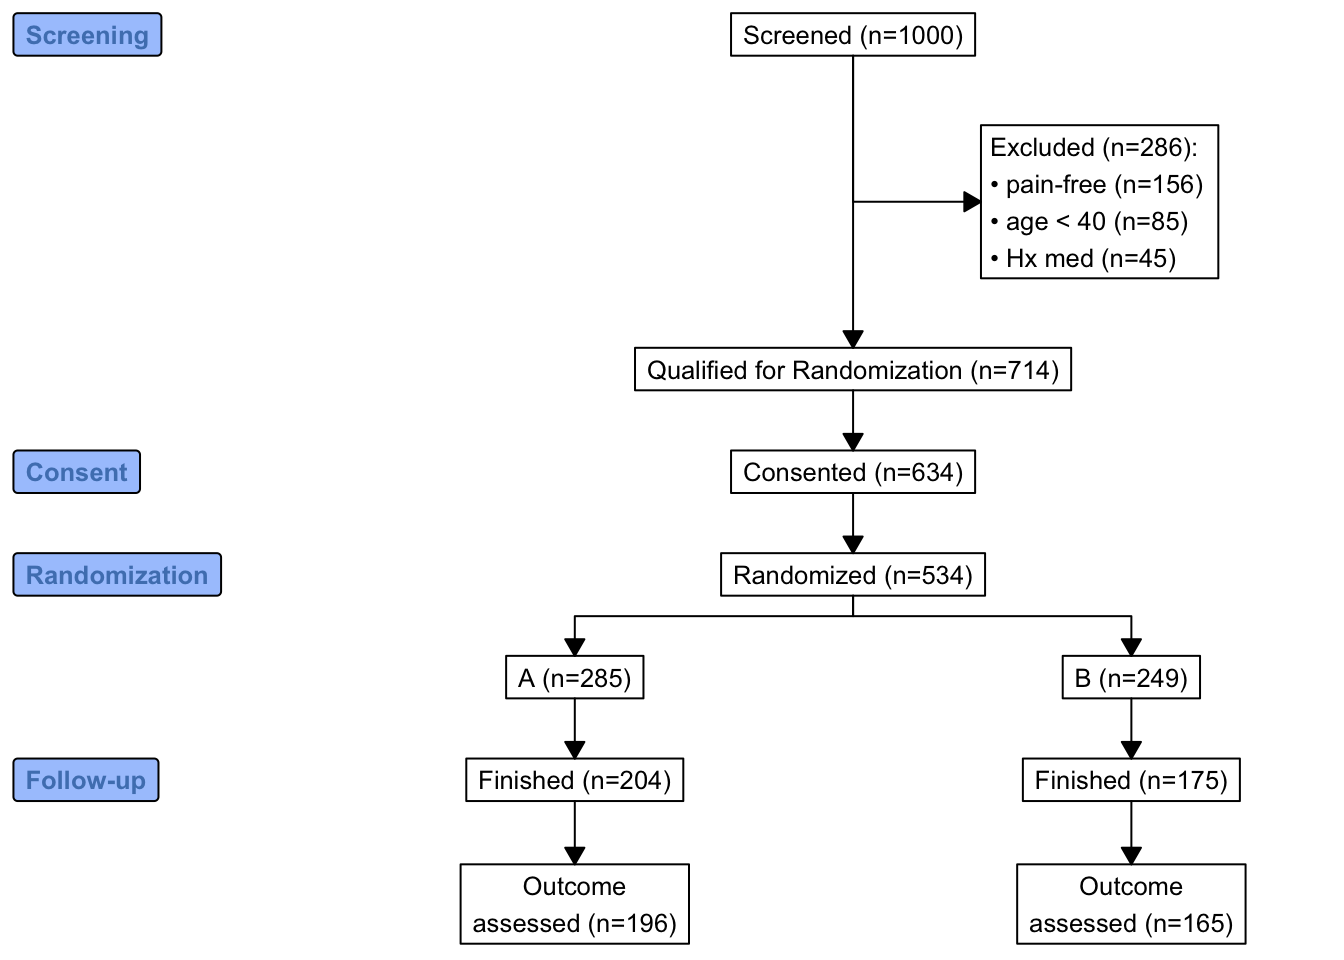 Screening
Screened (n=1000)
Excluded (n=286):
• pain-free (n=156)
• age < 40 (n=85)
• Hx med (n=45)
Qualified for Randomization (n=714)
Consent
Consented (n=634)
Randomization
Randomized (n=534)
A (n=285)
B (n=249)
Follow-up
Finished (n=204)
Finished (n=175)
Outcome
assessed (n=196)
Outcome
assessed (n=165)